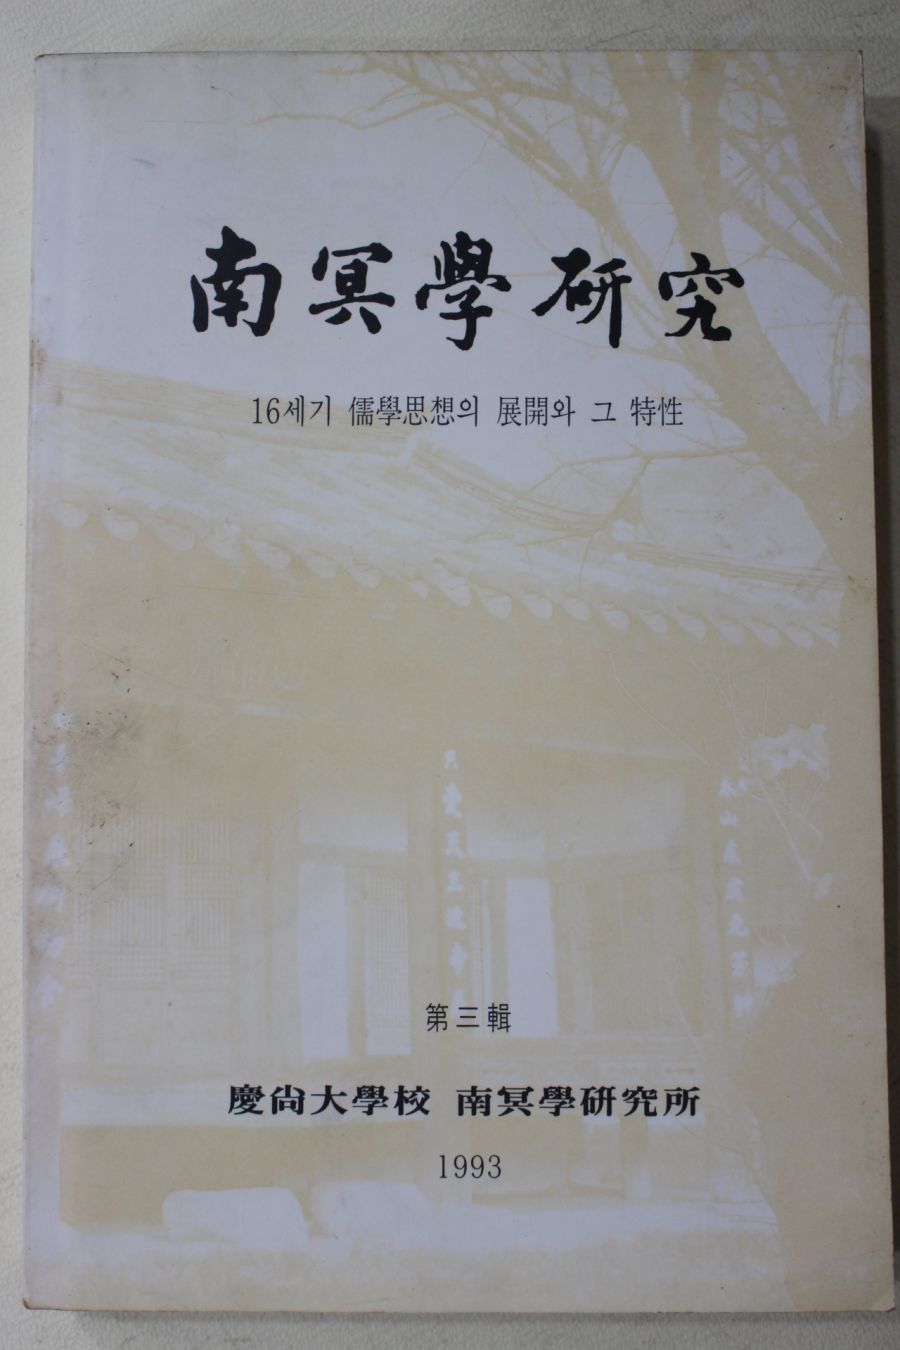 南冥學研究
16세기 儒學思想의 展開와 그 特性
第三輯
慶尙大學校 南冥學研究所
1993